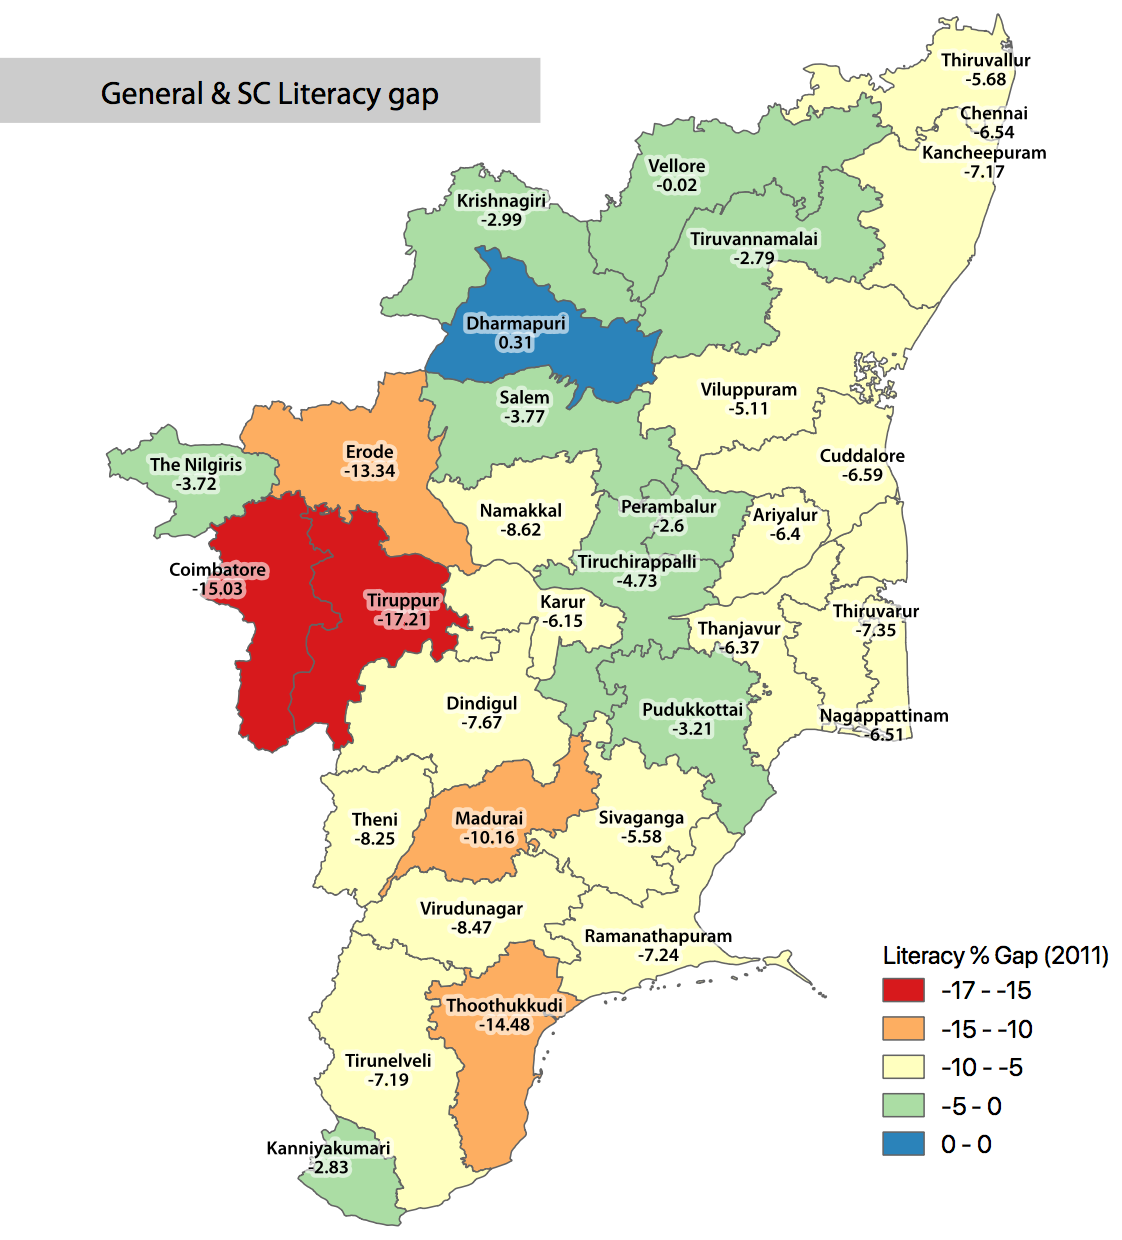 General & SC Literacy gap
Thiruvallur
-5.68
Chennai
-6.54
Kancheepuram
-7.17
Vellore
-0.02
Krishnagiri
-2.99
Tiruvannamalai
-2.79
Dharmapuri
0.31
Salem
-3.77
Viluppuram
-5.11
Erode
-13.34
The Nilgiris
-3.72
Cuddalore
-6.59
Namakkal
-8.62
Perambalur
-2.6
Ariyalur
-6.4
Coimbatore
-15.03
Tiruchirappalli
-4.73
Tiruppur
-17.21
Karur
-6.15
Thiruvarur
-7.35
Thanjavur
-6.37
Dindigul
-7.67
Pudukkottai
-3.21
Nagappattinam
-6.51
Theni
-8.25
Madurai
-10.16
Sivaganga
-5.58
Virudunagar
-8.47
Ramanathapuram
-7.24
Thoothukkudi
-14.48
Tirunelveli
-7.19
Kanniyakumari
-2.83
Literacy % Gap (2011)
-17 - -15
-15 - -10
-10 - -5
-5 - 0
0 - 0